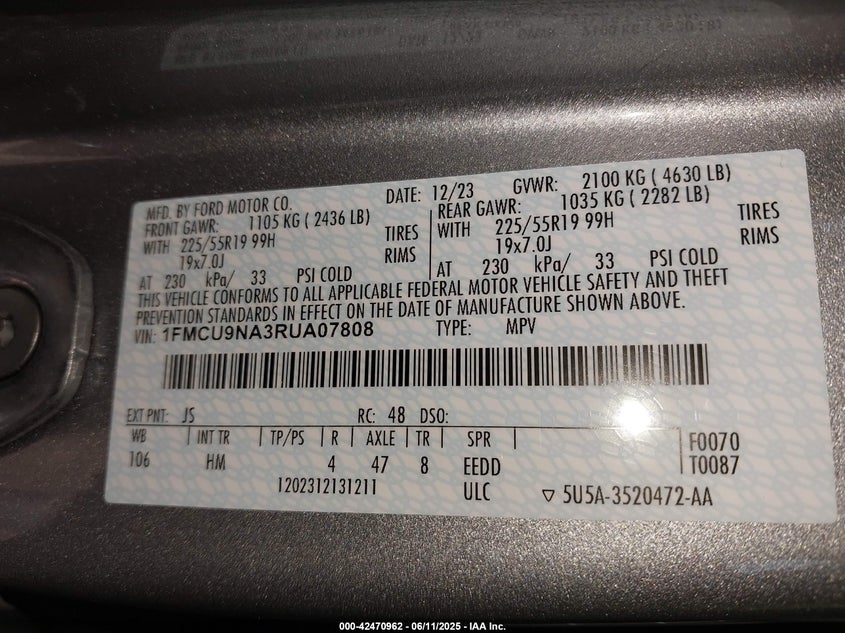 MFD. BY FORD MOTOR CO. DATE: 12/23 GVWR: 2100 KG ( 4630 LB)
FRONT GAWR: 1105 KG ( 2436 LB) REAR GAWR: 1035 KG ( 2282 LB)
WITH 225/55R19 99H TIRES WITH 225/55R19 99H TIRES
19x7.0J RIMS 19x7.0J RIMS
AT 230 kPa/ 33 PSI COLD AT 230 kPa/ 33 PSI COLD
THIS VEHICLE CONFORMS TO ALL APPLICABLE FEDERAL MOTOR VEHICLE SAFETY AND THEFT
PREVENTION STANDARDS IN EFFECT ON THE DATE OF MANUFACTURE SHOWN ABOVE.
VIN: 1FMCU9NA3RUA07808 TYPE: MPV
EXT PNT: JS RC: 48 DSO:
WB INT TR TP/PS R AXLE TR SPR F0070
106 HM 4 47 8 EEDD T0087
1202312131211 ULC ▽ 5U5A-3520472-AA
000-42470962 - 06/11/2025 - IAA Inc.